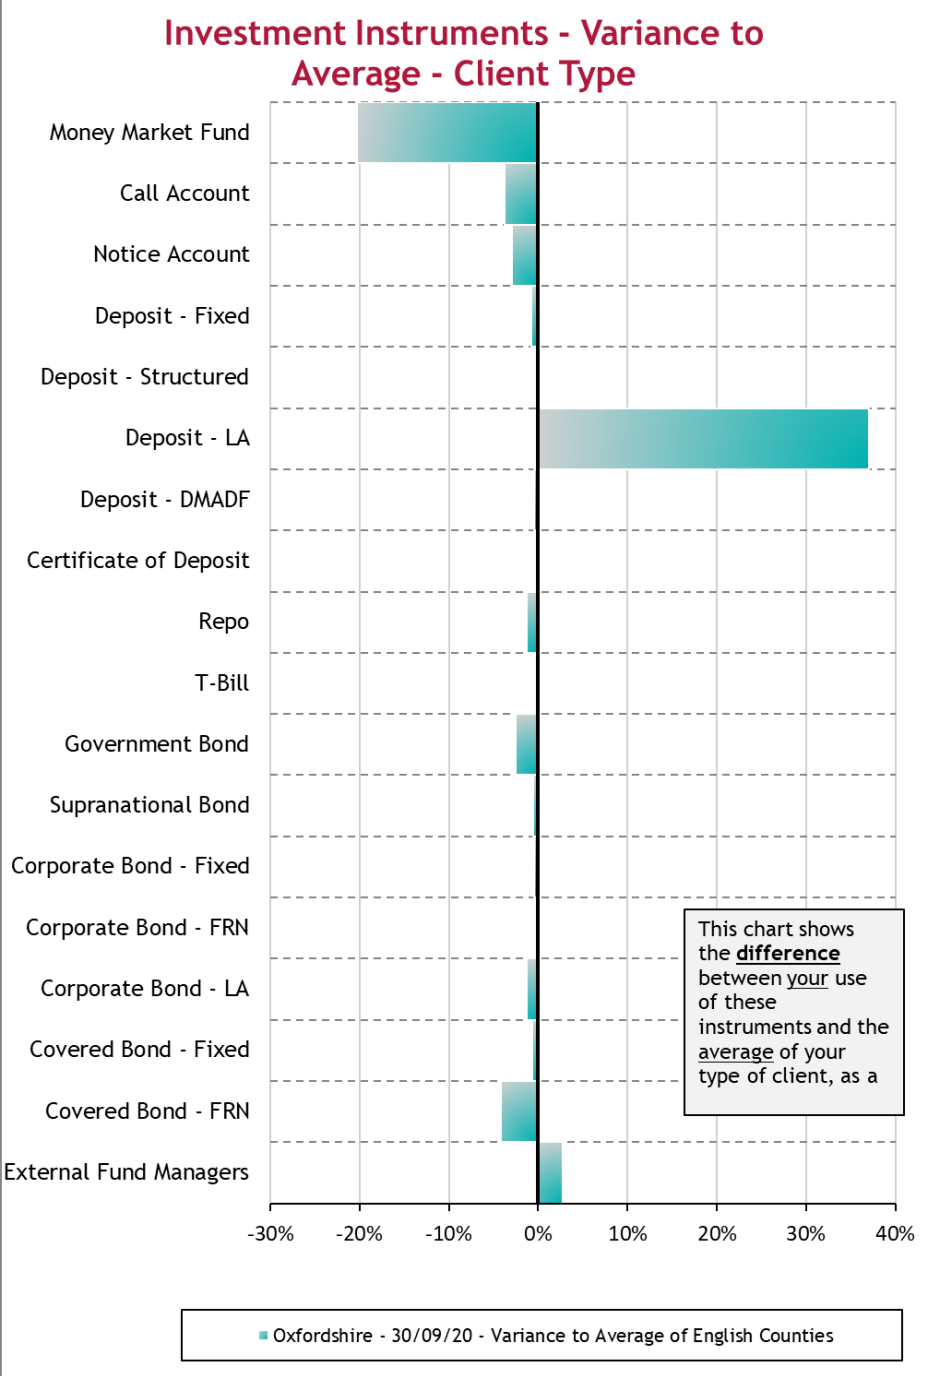 Investment Instruments - Variance to
Average - Client Type
Money Market Fund
Call Account
Notice Account
Deposit - Fixed
Deposit - Structured
Deposit - LA
Deposit - DMADF
Certificate of Deposit
Repo
T-Bill
Government Bond
Supranational Bond
Corporate Bond - Fixed
Corporate Bond - FRN
Corporate Bond - LA
Covered Bond - Fixed
Covered Bond - FRN
External Fund Managers
This chart shows
the difference
between your use
of these
instruments and the
average of your
type of client, as a
-30% -20% -10% 0% 10% 20% 30% 40%
Oxfordshire - 30/09/20 - Variance to Average of English Counties